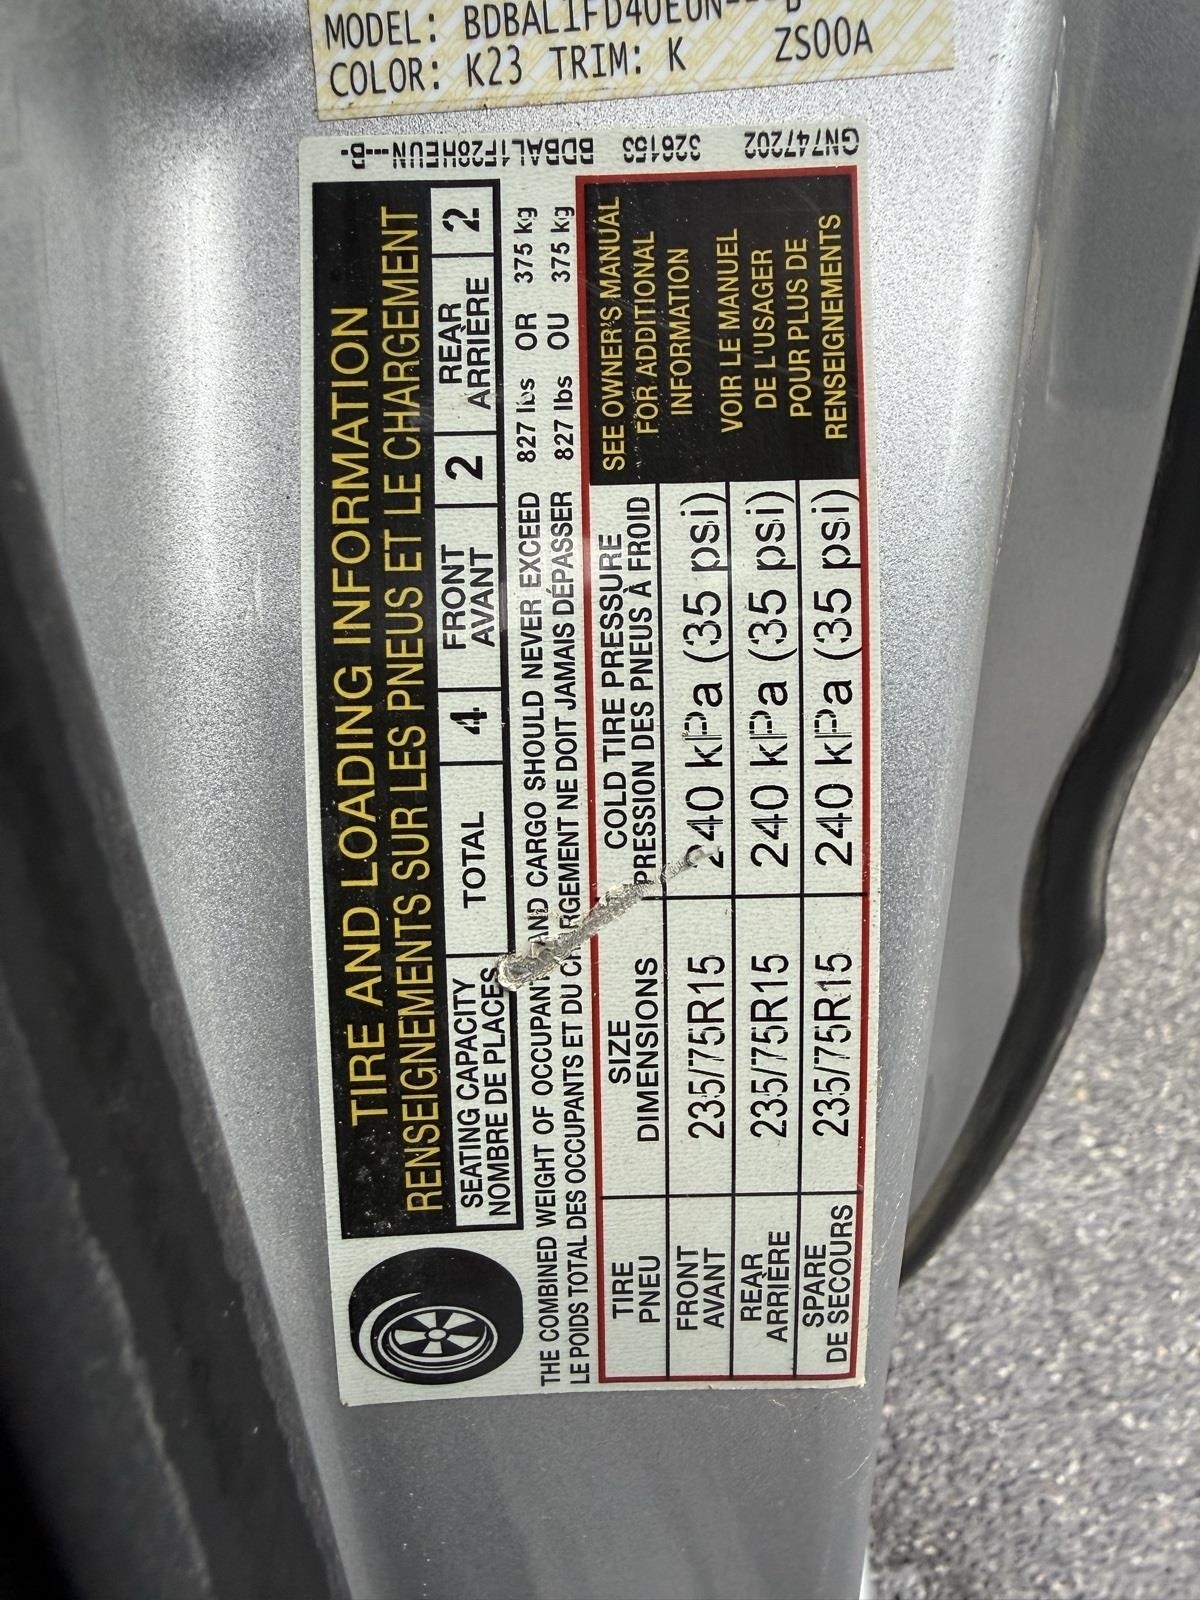 MODEL: BDBAL1FD40EUN---B
COLOR: K23 TRIM: K ZS00A
BDBAL1F28HEUN---B- 326153 GN747202
TIRE AND LOADING INFORMATION
RENSEIGNEMENTS SUR LES PNEUS ET LE CHARGEMENT
SEATING CAPACITY
NOMBRE DE PLACES
TOTAL 4
FRONT
AVANT
2
REAR
ARRIÈRE
2
THE COMBINED WEIGHT OF OCCUPANT AND CARGO SHOULD NEVER EXCEED 827 lbs OR 375 kg
LE POIDS TOTAL DES OCCUPANTS ET DU CHARGEMENT NE DOIT JAMAIS DÉPASSER 827 lbs OU 375 kg
TIRE
PNEU
SIZE
DIMENSIONS
COLD TIRE PRESSURE
PRESSION DES PNEUS À FROID
FRONT
AVANT
235/75R15 240 kPa (35 psi)
REAR
ARRIÈRE
235/75R15 240 kPa (35 psi)
SPARE
DE SECOURS
235/75R15 240 kPa (35 psi)
SEE OWNER'S MANUAL
FOR ADDITIONAL
INFORMATION
VOIR LE MANUEL
DE L'USAGER
POUR PLUS DE
RENSEIGNEMENTS